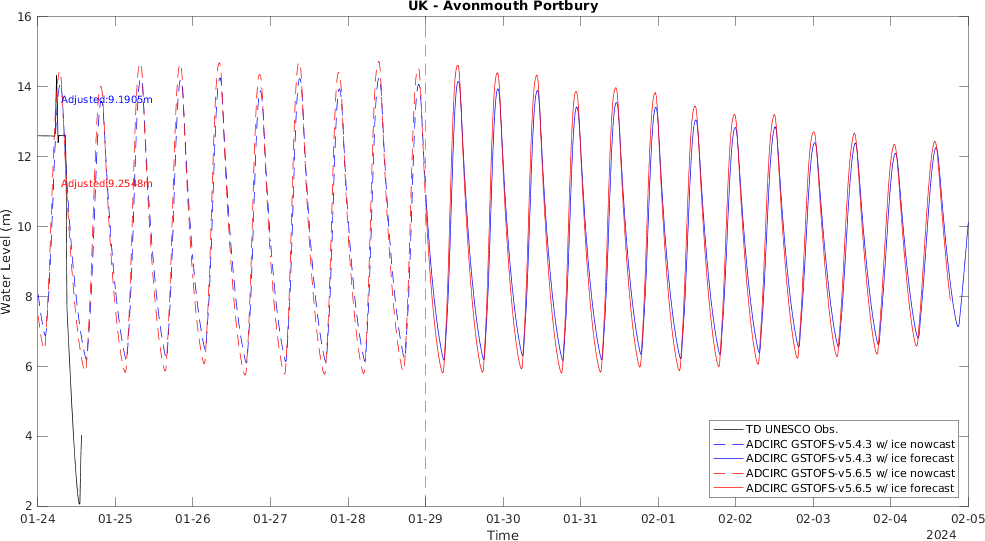 UK - Avonmouth Portbury
16
14
12
10
8
6
4
2
Water Level (m)
Adjusted:9.1905m
Adjusted:9.2548m
TD UNESCO Obs.
ADCIRC GSTOFS-v5.4.3 w/ ice nowcast
ADCIRC GSTOFS-v5.4.3 w/ ice forecast
ADCIRC GSTOFS-v5.6.5 w/ ice nowcast
ADCIRC GSTOFS-v5.6.5 w/ ice forecast
01-24 01-25 01-26 01-27 01-28 01-29 01-30 01-31 02-01 02-02 02-03 02-04 02-05
Time
2024